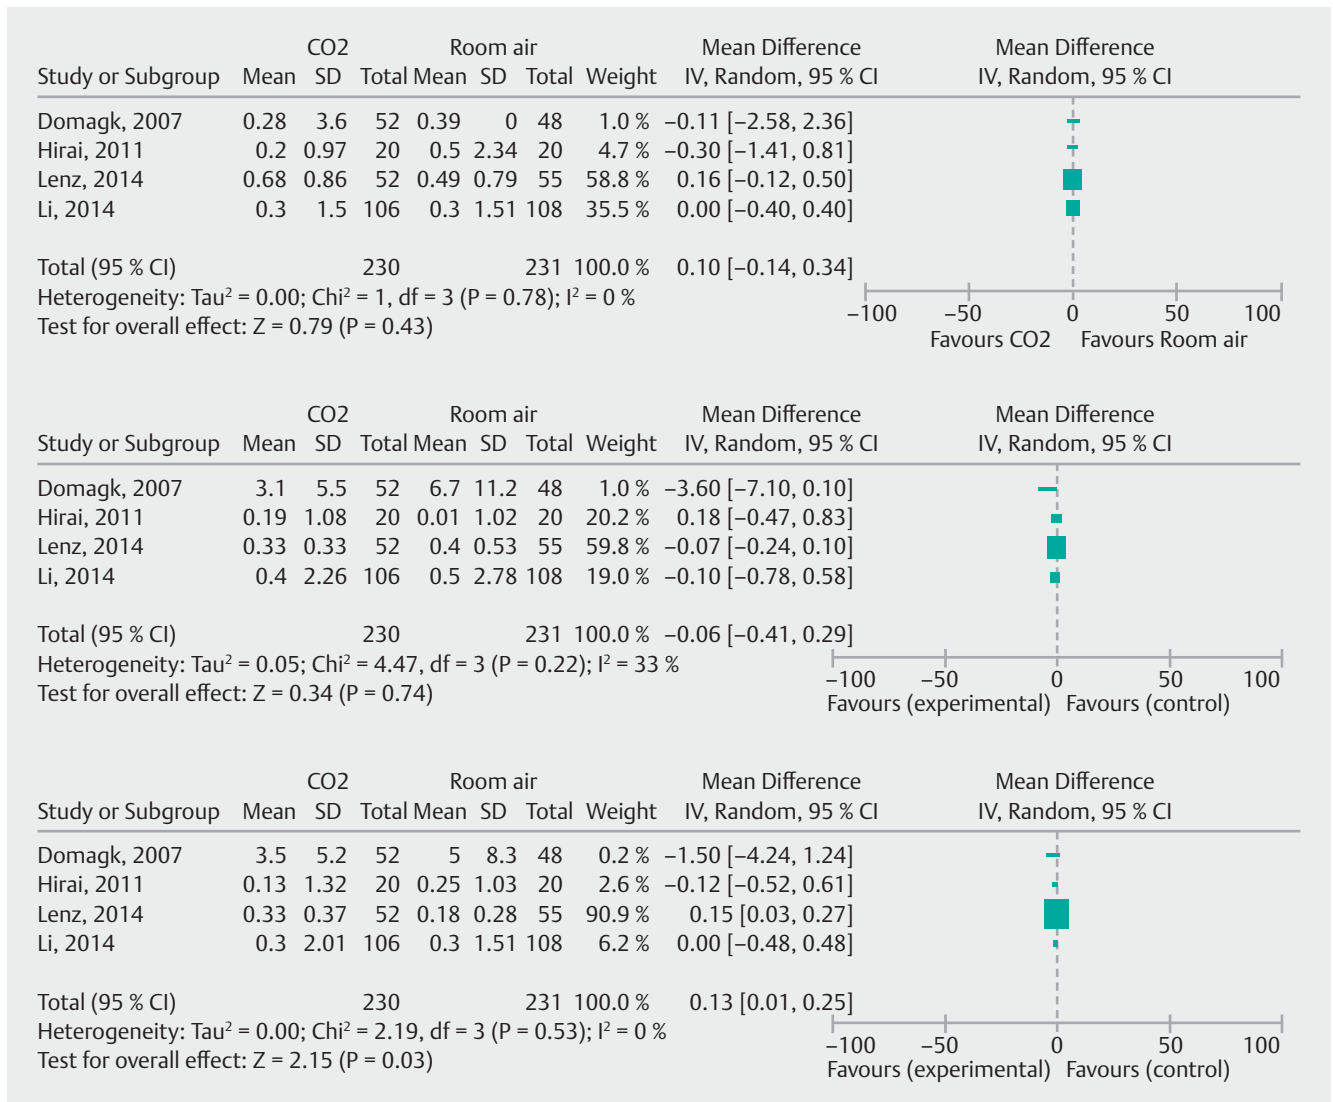 CO2 Room air Mean Difference Mean Difference
Study or Subgroup Mean SD Total Mean SD Total Weight IV, Random, 95 % CI IV, Random, 95 % CI
Domagk, 2007 0.28 3.6 52 0.39 0 48 1.0 % −0.11 [−2.58, 2.36]
Hirai, 2011 0.2 0.97 20 0.5 2.34 20 4.7 % −0.30 [−1.41, 0.81]
Lenz, 2014 0.68 0.86 52 0.49 0.79 55 58.8 % 0.16 [−0.12, 0.50]
Li, 2014 0.3 1.5 106 0.3 1.51 108 35.5 % 0.00 [−0.40, 0.40]
Total (95 % CI) 230 231 100.0 % 0.10 [−0.14, 0.34]
Heterogeneity: Tau² = 0.00; Chi² = 1, df = 3 (P = 0.78); I² = 0 %
Test for overall effect: Z = 0.79 (P = 0.43)
−100 −50 0 50 100
Favours CO2 Favours Room air
CO2 Room air Mean Difference Mean Difference
Study or Subgroup Mean SD Total Mean SD Total Weight IV, Random, 95 % CI IV, Random, 95 % CI
Domagk, 2007 3.1 5.5 52 6.7 11.2 48 1.0 % −3.60 [−7.10, 0.10]
Hirai, 2011 0.19 1.08 20 0.01 1.02 20 20.2 % 0.18 [−0.47, 0.83]
Lenz, 2014 0.33 0.33 52 0.4 0.53 55 59.8 % −0.07 [−0.24, 0.10]
Li, 2014 0.4 2.26 106 0.5 2.78 108 19.0 % −0.10 [−0.78, 0.58]
Total (95 % CI) 230 231 100.0 % −0.06 [−0.41, 0.29]
Heterogeneity: Tau² = 0.05; Chi² = 4.47, df = 3 (P = 0.22); I² = 33 %
Test for overall effect: Z = 0.34 (P = 0.74)
−100 −50 0 50 100
Favours (experimental) Favours (control)
CO2 Room air Mean Difference Mean Difference
Study or Subgroup Mean SD Total Mean SD Total Weight IV, Random, 95 % CI IV, Random, 95 % CI
Domagk, 2007 3.5 5.2 52 5 8.3 48 0.2 % −1.50 [−4.24, 1.24]
Hirai, 2011 0.13 1.32 20 0.25 1.03 20 2.6 % −0.12 [−0.52, 0.61]
Lenz, 2014 0.33 0.37 52 0.18 0.28 55 90.9 % 0.15 [0.03, 0.27]
Li, 2014 0.3 2.01 106 0.3 1.51 108 6.2 % 0.00 [−0.48, 0.48]
Total (95 % CI) 230 231 100.0 % 0.13 [0.01, 0.25]
Heterogeneity: Tau² = 0.00; Chi² = 2.19, df = 3 (P = 0.53); I² = 0 %
Test for overall effect: Z = 2.15 (P = 0.03)
−100 −50 0 50 100
Favours (experimental) Favours (control)